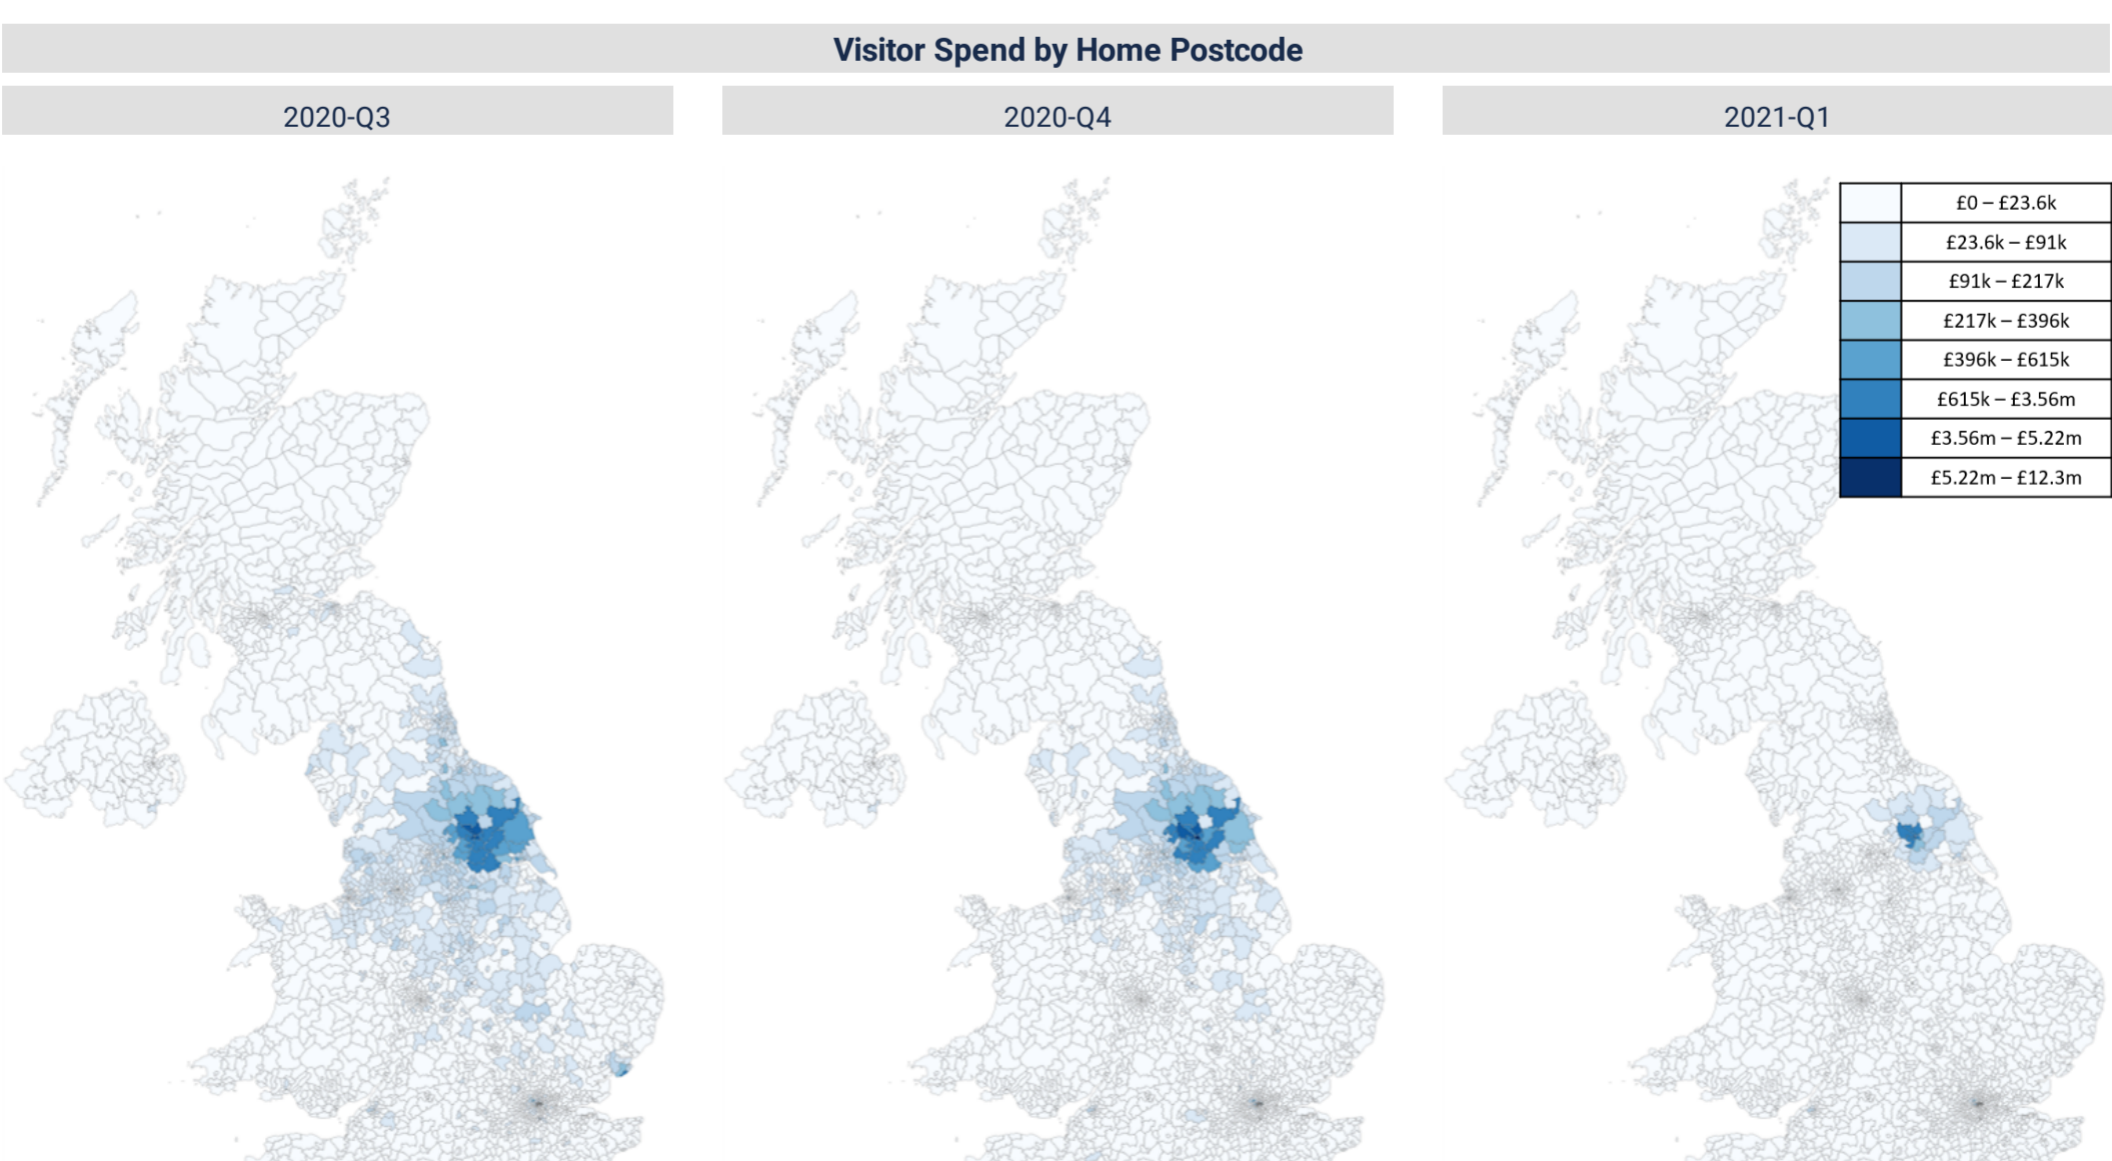 Visitor Spend by Home Postcode
2020-Q3
2020-Q4
2021-Q1
£0 – £23.6k
£23.6k – £91k
£91k – £217k
£217k – £396k
£396k – £615k
£615k – £3.56m
£3.56m – £5.22m
£5.22m – £12.3m